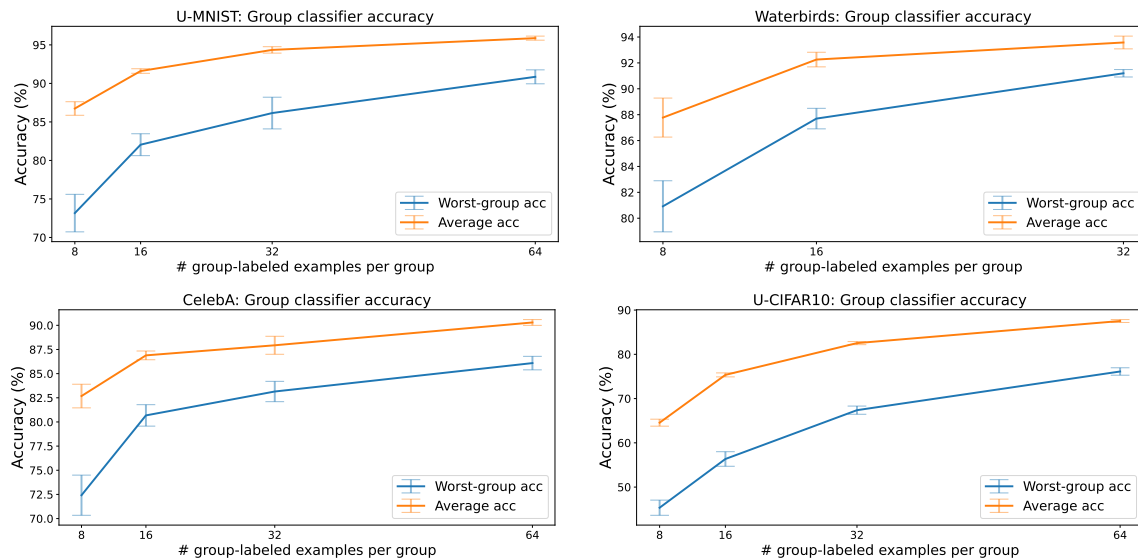 U-MNIST: Group classifier accuracy
Accuracy (%)
95
90
85
80
75
70
8
16
32
64
# group-labeled examples per group
Worst-group acc
Average acc
Waterbirds: Group classifier accuracy
Accuracy (%)
94
92
90
88
86
84
82
80
8
16
32
# group-labeled examples per group
Worst-group acc
Average acc
CelebA: Group classifier accuracy
Accuracy (%)
90.0
87.5
85.0
82.5
80.0
77.5
75.0
72.5
70.0
8
16
32
64
# group-labeled examples per group
Worst-group acc
Average acc
U-CIFAR10: Group classifier accuracy
Accuracy (%)
90
80
70
60
50
8
16
32
64
# group-labeled examples per group
Worst-group acc
Average acc